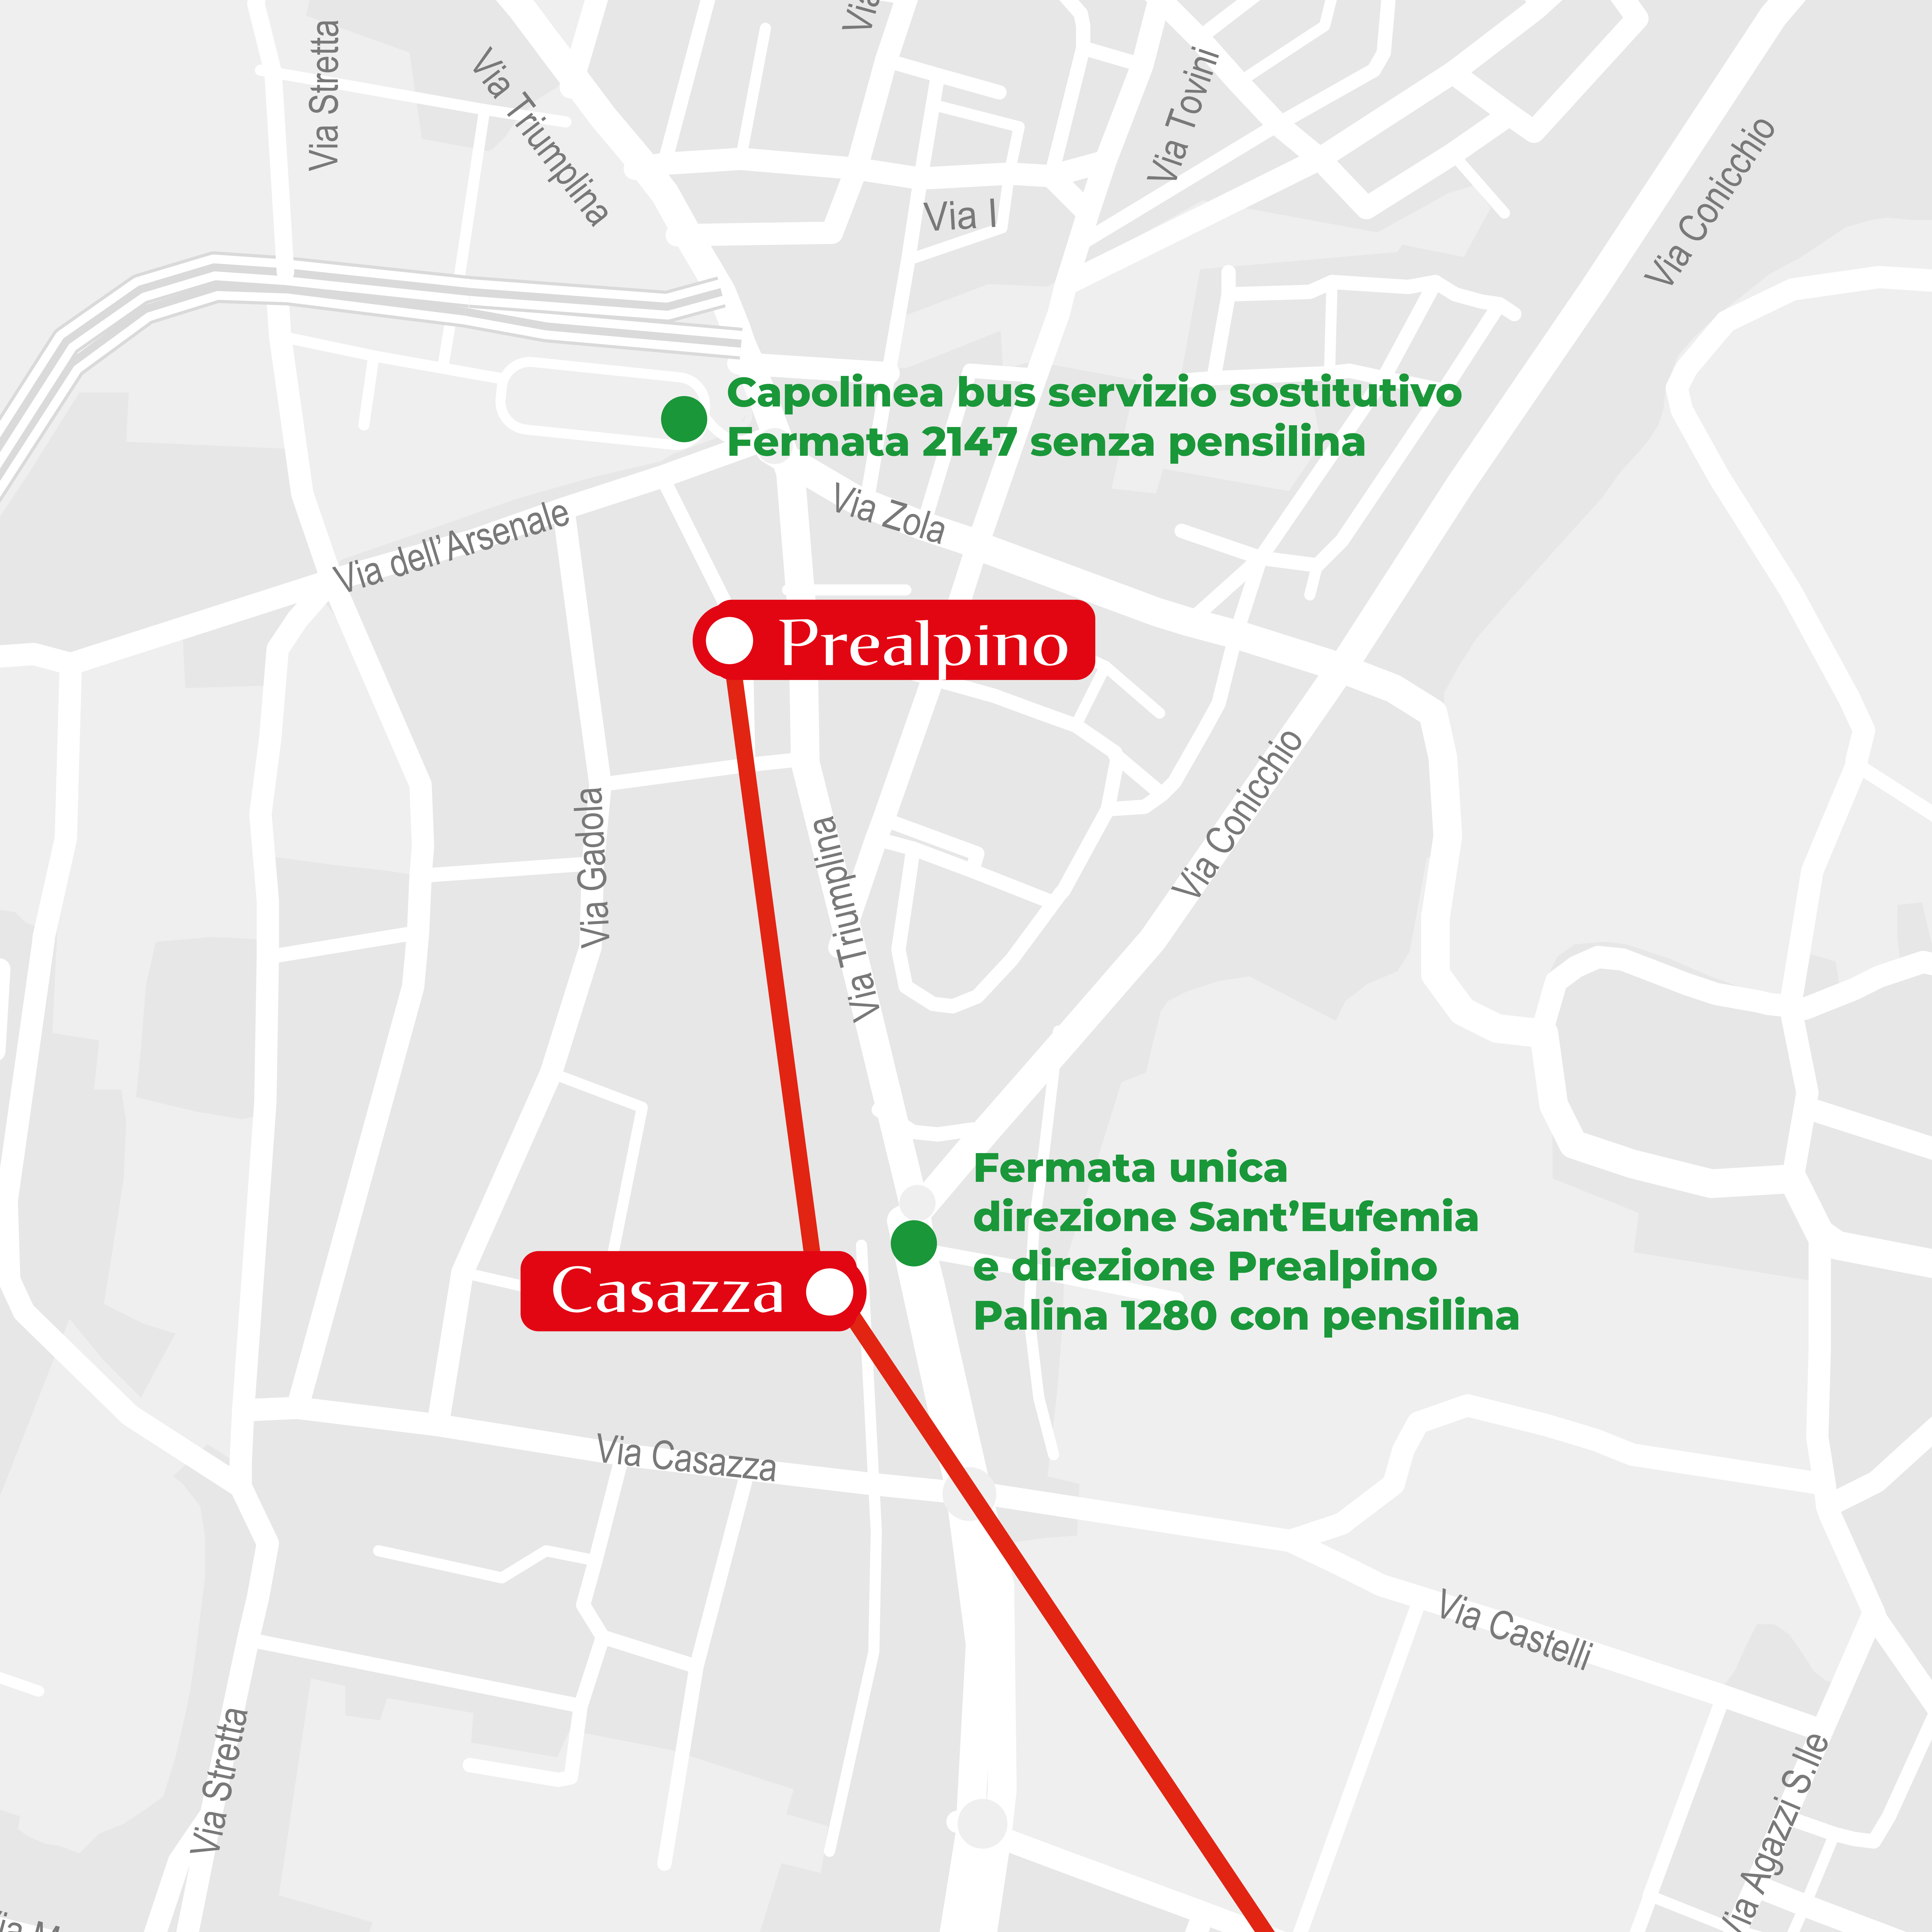 Via Stretta
Via Triumplina
Via
Via Tovini
Via Conicchio
Via I
Capolinea bus servizio sostitutivo
Fermata 2147 senza pensilina
Via Zola
Via dell'Arsenale
Prealpino
Via Gadola
Via Triumplina
Via Conicchio
Fermata unica
direzione Sant'Eufemia
e direzione Prealpino
Palina 1280 con pensilina
Casazza
Via Casazza
Via Castelli
Via Stretta
Via Agazzi S.lle